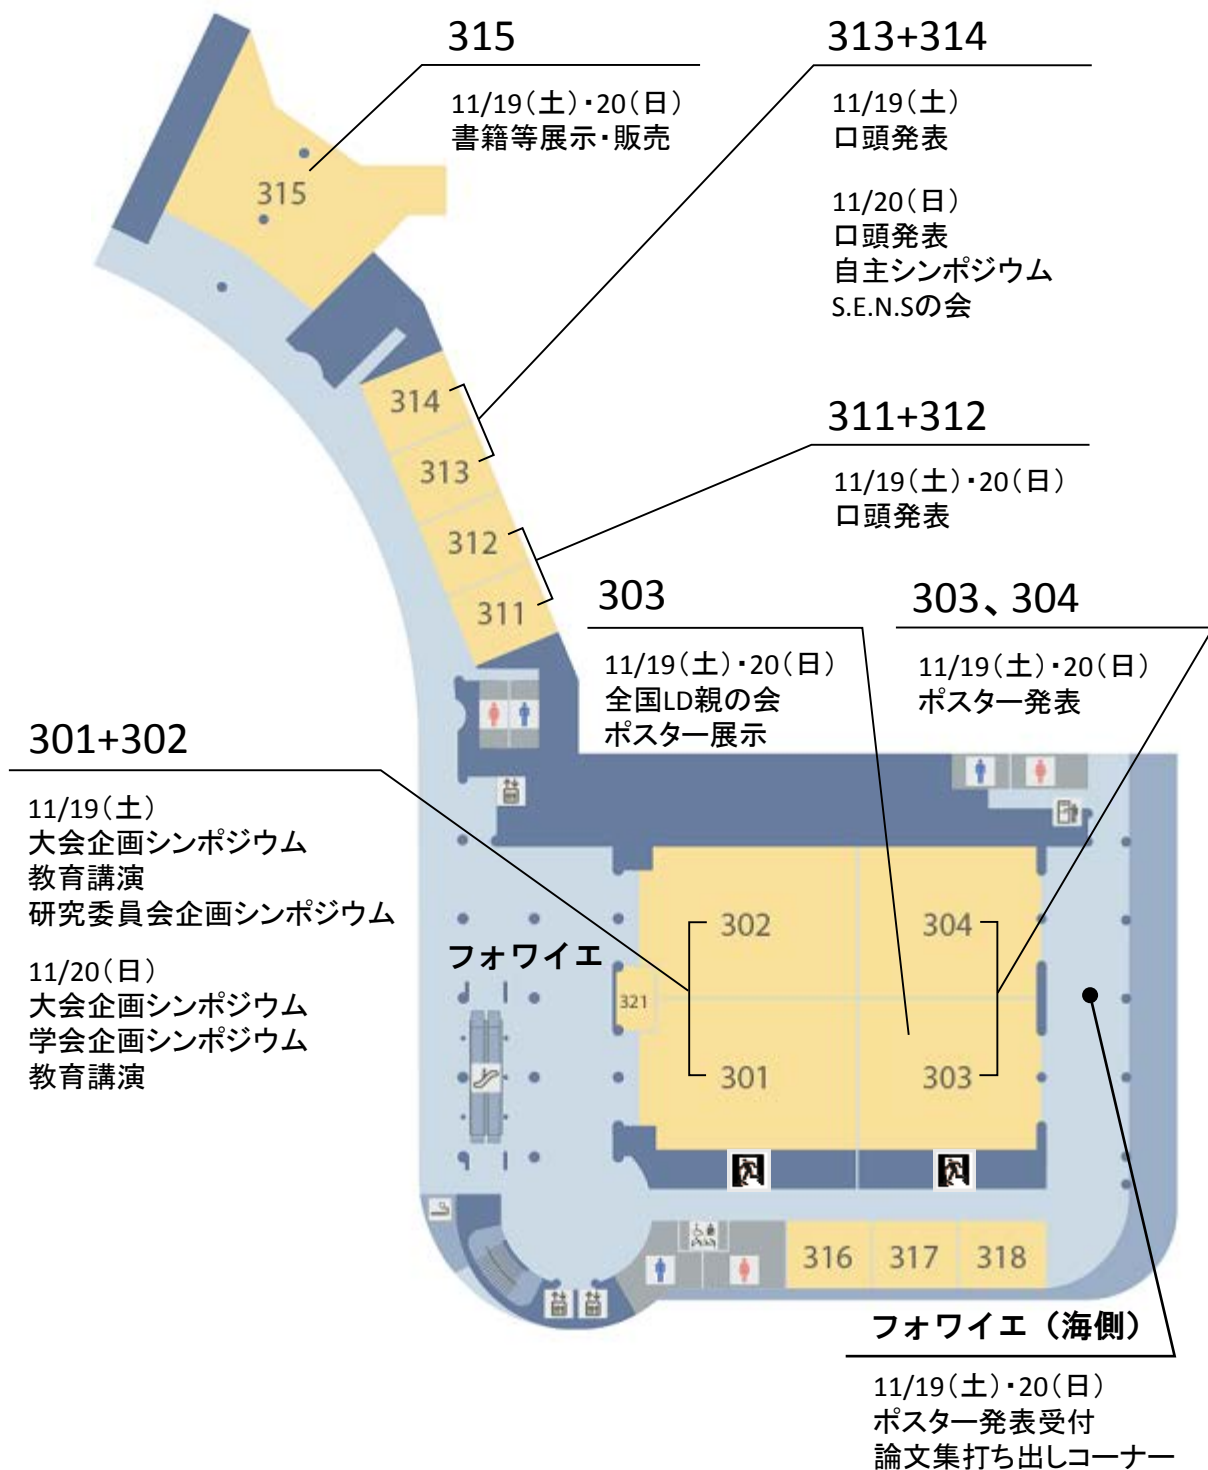 315
11/19(土)・20(日)
書籍等展示・販売
313+314
11/19(土)
口頭発表
11/20(日)
口頭発表
自主シンポジウム
S.E.N.Sの会
315
314
313
312
311
311+312
11/19(土)・20(日)
口頭発表
303
11/19(土)・20(日)
全国LD親の会
ポスター展示
303、304
11/19(土)・20(日)
ポスター発表
301+302
11/19(土)
大会企画シンポジウム
教育講演
研究委員会企画シンポジウム
11/20(日)
大会企画シンポジウム
学会企画シンポジウム
教育講演
フォワイエ
302
304
321
301
303
316
317
318
フォワイエ（海側）
11/19(土)・20(日)
ポスター発表受付
論文集打ち出しコーナー